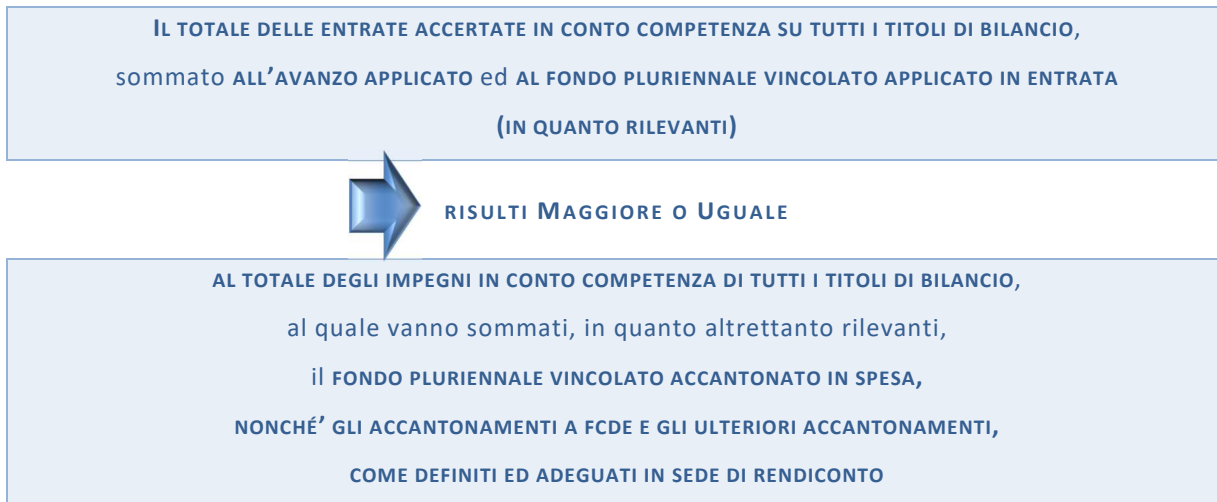 IL TOTALE DELLE ENTRATE ACCERTATE IN CONTO COMPETENZA SU TUTTI I TITOLI DI BILANCIO,
sommato ALL'AVANZO APPLICATO ed AL FONDO PLURIENNALE VINCOLATO APPLICATO IN ENTRATA
(IN QUANTO RILEVANTI)
RISULTI MAGGIORE O UGUALE
AL TOTALE DEGLI IMPEGNI IN CONTO COMPETENZA DI TUTTI I TITOLI DI BILANCIO,
al quale vanno sommati, in quanto altrettanto rilevanti,
il FONDO PLURIENNALE VINCOLATO ACCANTONATO IN SPESA,
NONCHÉ' GLI ACCANTONAMENTI A FCDE E GLI ULTERIORI ACCANTONAMENTI,
COME DEFINITI ED ADEGUATI IN SEDE DI RENDICONTO